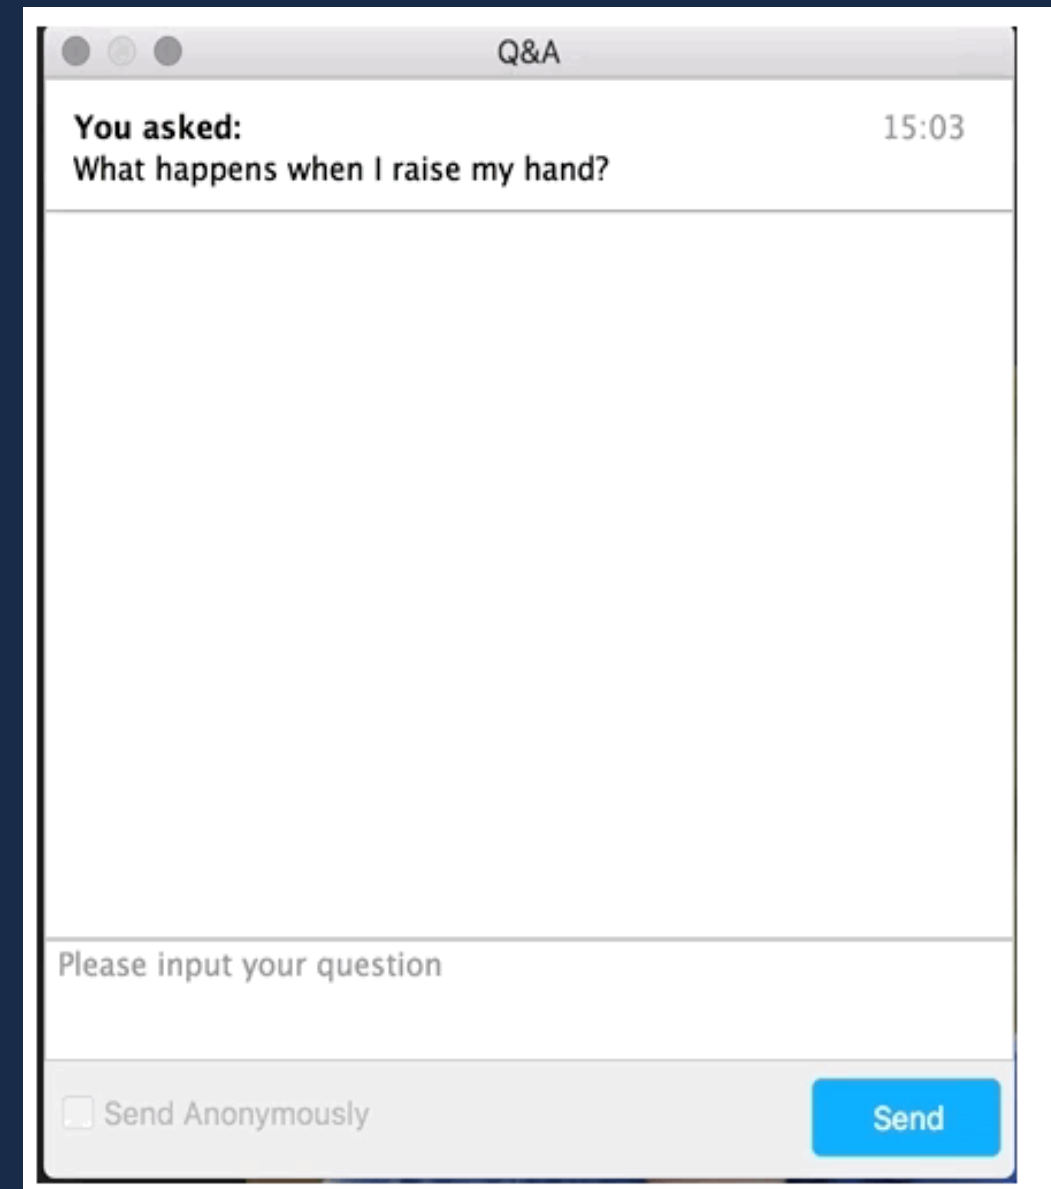 Q&A
You asked:
15:03
What happens when I raise my hand?
Please input your question
Send Anonymously
Send